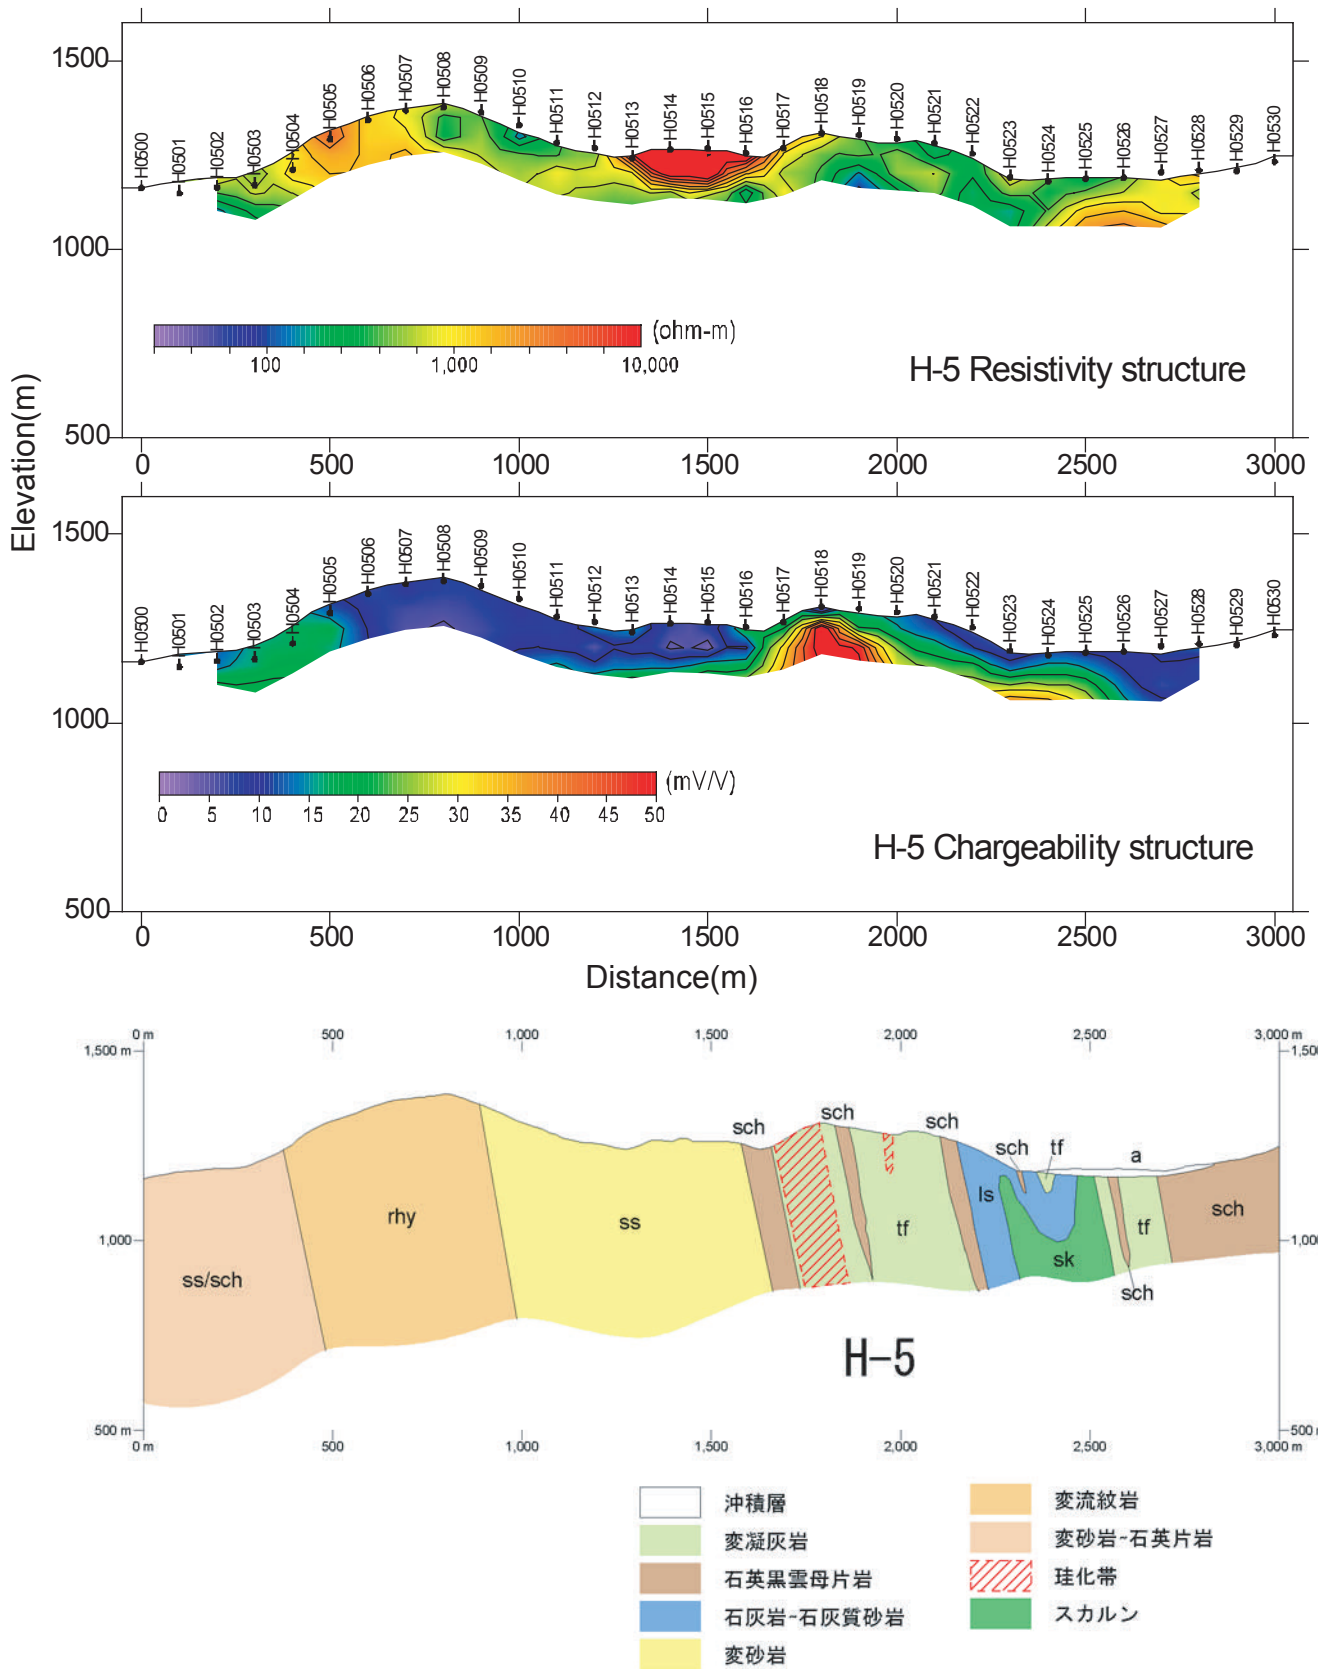 1500
1000
500
H0500
H0501
H0502
H0503
H0504
H0505
H0506
H0507
H0508
H0509
H0510
H0511
H0512
H0513
H0514
H0515
H0516
H0517
H0518
H0519
H0520
H0521
H0522
H0523
H0524
H0525
H0526
H0527
H0528
H0529
H0530
(ohm-m)
100 1,000 10,000
H-5 Resistivity structure
0 500 1000 1500 2000 2500 3000
Elevation(m)
1500
1000
500
H0500
H0501
H0502
H0503
H0504
H0505
H0506
H0507
H0508
H0509
H0510
H0511
H0512
H0513
H0514
H0515
H0516
H0517
H0518
H0519
H0520
H0521
H0522
H0523
H0524
H0525
H0526
H0527
H0528
H0529
H0530
(mV/V)
0 5 10 15 20 25 30 35 40 45 50
H-5 Chargeability structure
0 500 1000 1500 2000 2500 3000
Distance(m)
0 m 500 1,000 1,500 2,000 2,500 3,000 m
1,500 m 1,500
sch sch sch sch tf a
ss/sch rhy ss tf ls sk tf sch
sch
1,000 1,000
H-5
500 m 500 m
0 m 500 1,000 1,500 2,000 2,500 3,000 m
沖積層
変凝灰岩
石英黒雲母片岩
石灰岩~石灰質砂岩
変砂岩
変流紋岩
変砂岩~石英片岩
珪化帯
スカルン